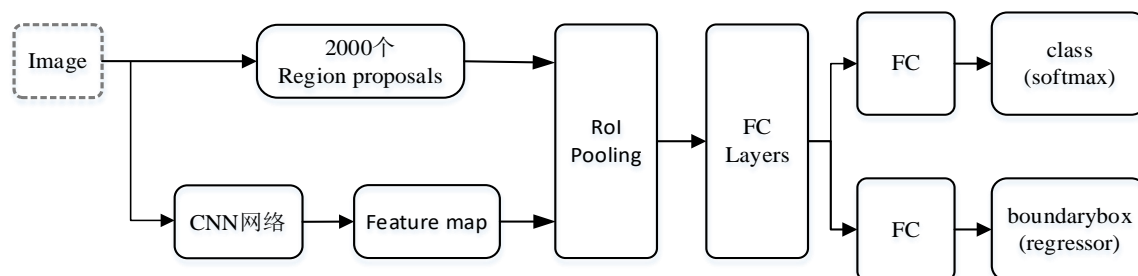 Image
2000个
Region proposals
CNN网络
Feature map
RoI
Pooling
FC
Layers
FC
class
(softmax)
FC
boundarybox
(regressor)